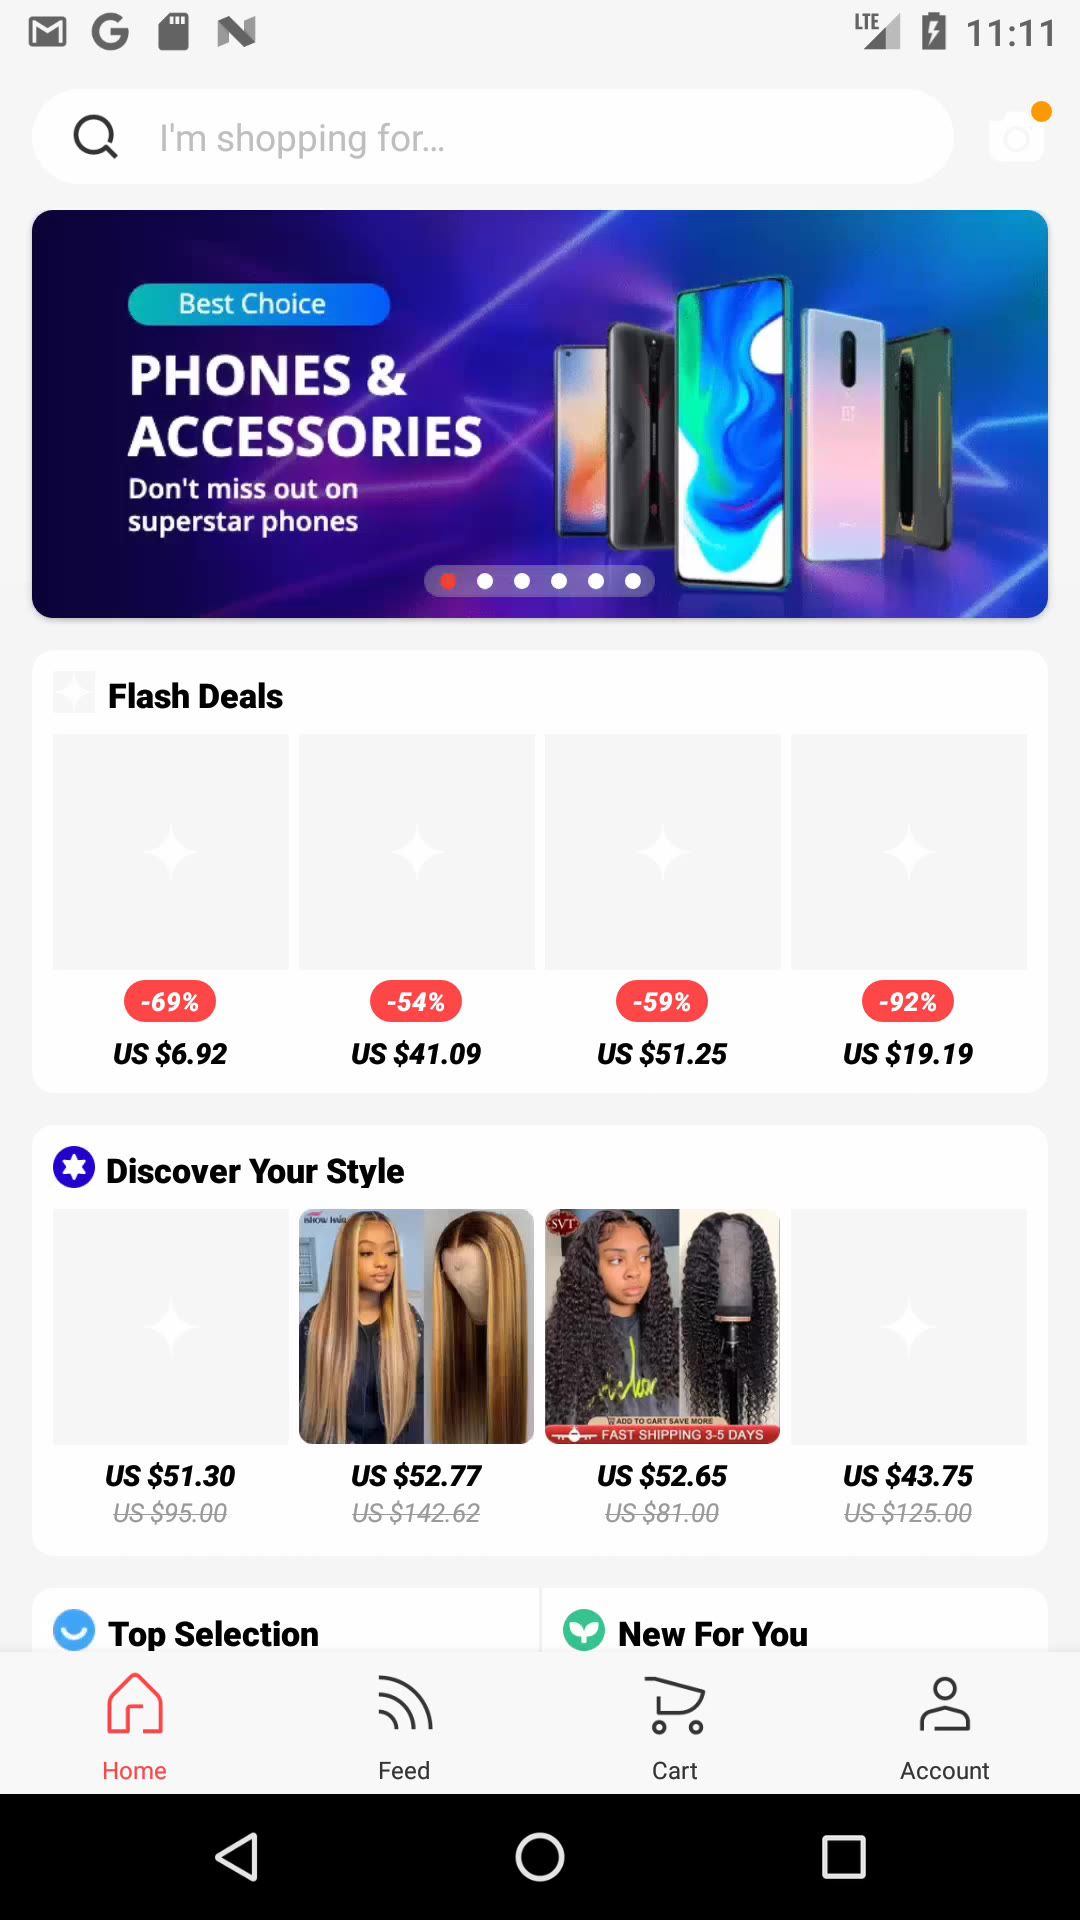 LTE 11:11
I'm shopping for...
Best Choice
PHONES &
ACCESSORIES
Don't miss out on
superstar phones
Flash Deals
-69% -54% -59% -92%
US $6.92 US $41.09 US $51.25 US $19.19
Discover Your Style
ISHOW HAIR
SVT
ADD TO CART SAVE MORE
FAST SHIPPING 3-5 DAYS
US $51.30 US $52.77 US $52.65 US $43.75
US $95.00 US $142.62 US $81.00 US $125.00
Top Selection New For You
Home Feed Cart Account